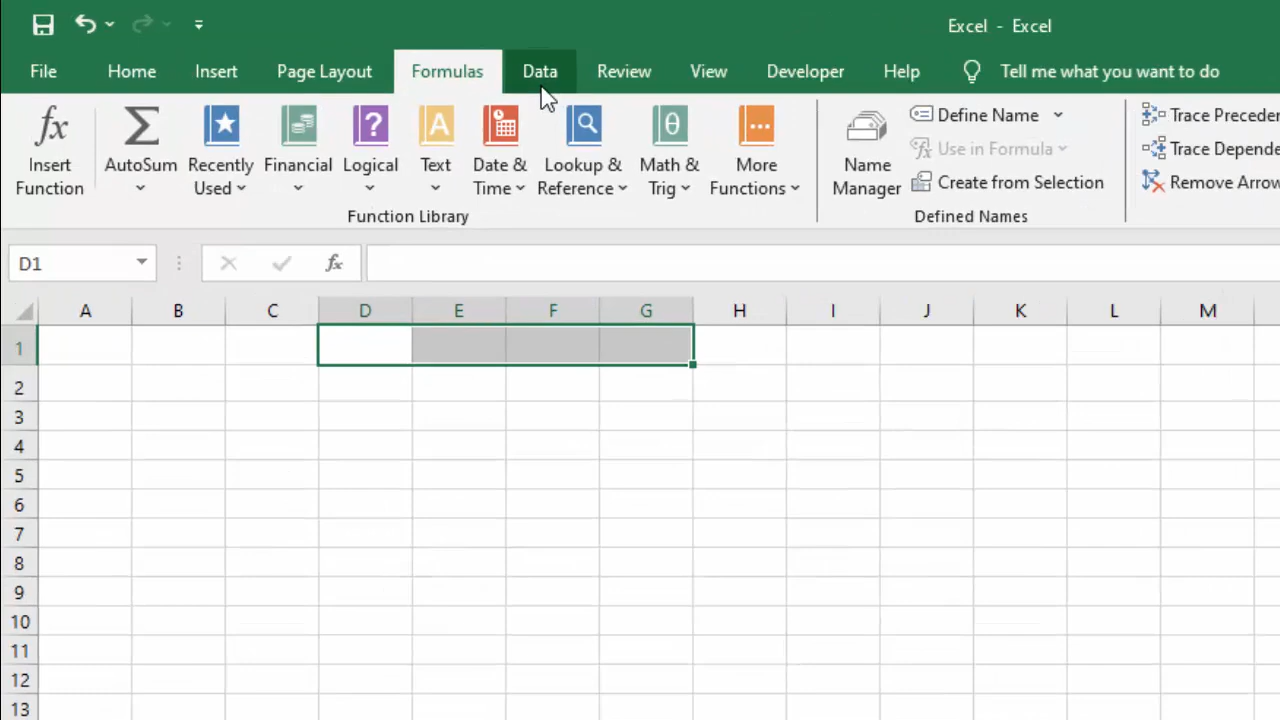 Excel - Excel
File Home Insert Page Layout Formulas Data Review View Developer Help Tell me what you want to do
Insert Function
AutoSum
Recently Used
Financial
Logical
Text
Date & Time
Lookup & Reference
Math & Trig
More Functions
Function Library
Name Manager
Define Name
Use in Formula
Create from Selection
Defined Names
Trace Preceder
Trace Depende
Remove Arrow
D1
fx
A B C D E F G H I J K L M
1
2
3
4
5
6
7
8
9
10
11
12
13